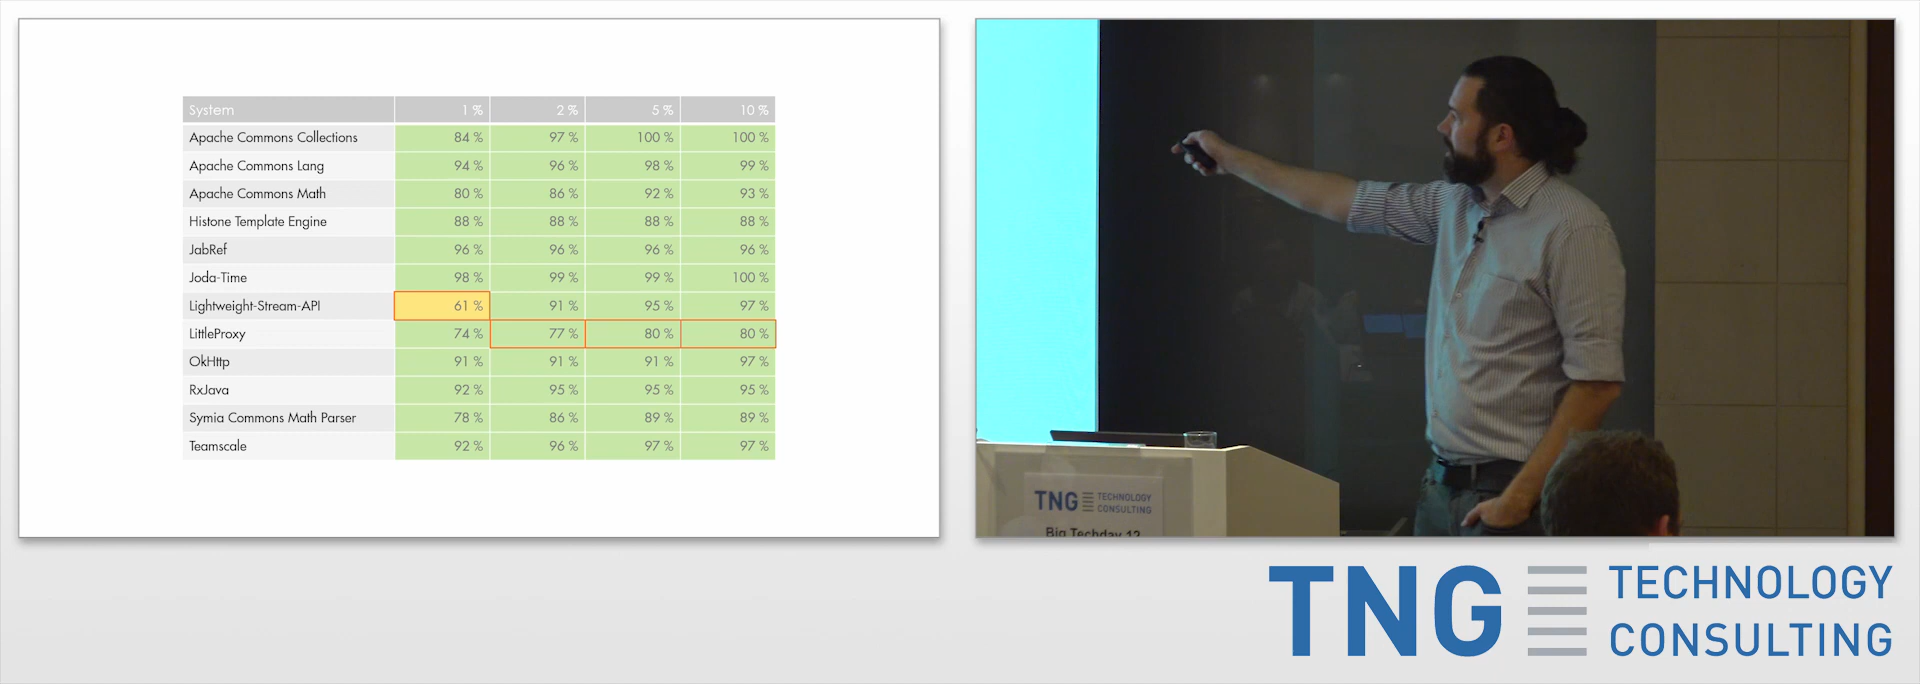 System 1 % 2 % 5 % 10 %
Apache Commons Collections 84 % 97 % 100 % 100 %
Apache Commons Lang 94 % 96 % 98 % 99 %
Apache Commons Math 80 % 86 % 92 % 93 %
Histone Template Engine 88 % 88 % 88 % 88 %
JabRef 96 % 96 % 96 % 96 %
Joda-Time 98 % 99 % 99 % 100 %
Lightweight-Stream-API 61 % 91 % 95 % 97 %
LittleProxy 74 % 77 % 80 % 80 %
OkHttp 91 % 91 % 91 % 97 %
RxJava 92 % 95 % 95 % 95 %
Symia Commons Math Parser 78 % 86 % 89 % 89 %
Teamscale 92 % 96 % 97 % 97 %
TNG TECHNOLOGY
CONSULTING
Big Techday 12
TNG TECHNOLOGY
CONSULTING